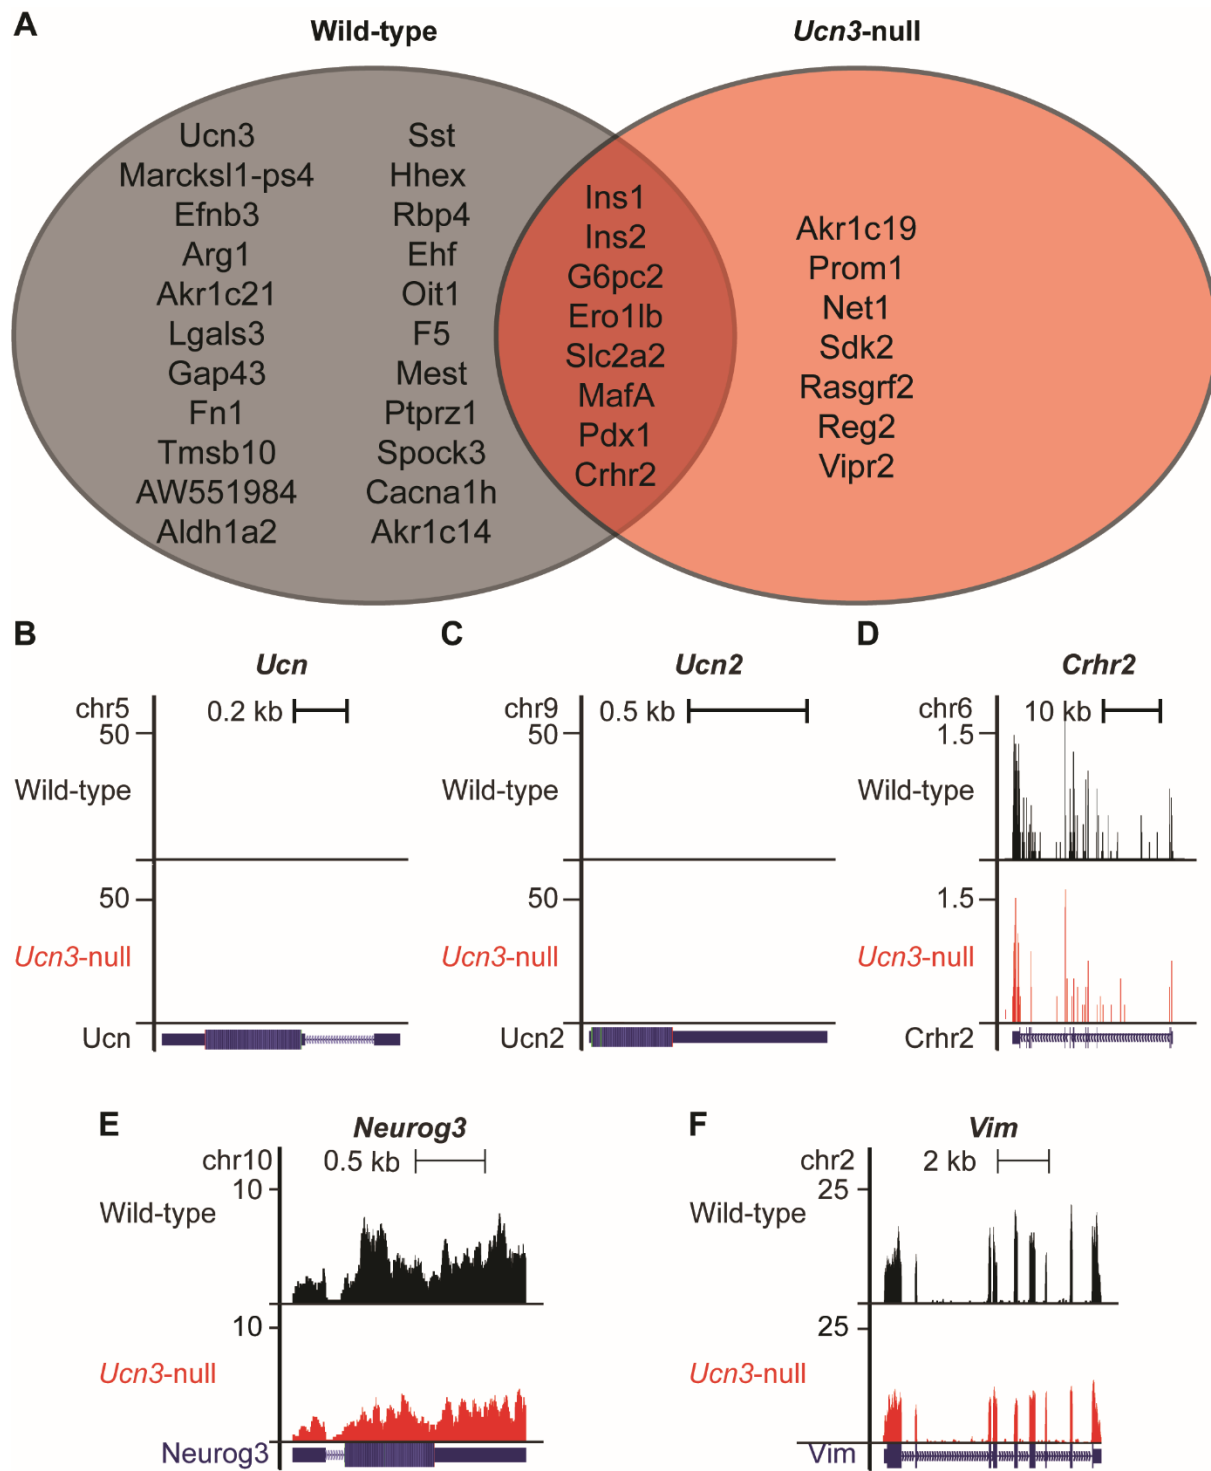 A
Wild-type
Ucn3-null
Ucn3
Marcksl1-ps4
Efnb3
Arg1
Akr1c21
Lgals3
Gap43
Fn1
Tmsb10
AW551984
Aldh1a2
Sst
Hhex
Rbp4
Ehf
Oit1
F5
Mest
Ptprz1
Spock3
Cacna1h
Akr1c14
Ins1
Ins2
G6pc2
Ero1lb
Slc2a2
MafA
Pdx1
Crhr2
Akr1c19
Prom1
Net1
Sdk2
Rasgrf2
Reg2
Vipr2
B
Ucn
chr5
0.2 kb
50
Wild-type
50
Ucn3-null
Ucn
C
Ucn2
chr9
0.5 kb
50
Wild-type
50
Ucn3-null
Ucn2
D
Crhr2
chr6
10 kb
1.5
Wild-type
1.5
Ucn3-null
Crhr2
E
Neurog3
chr10
0.5 kb
10
Wild-type
10
Ucn3-null
Neurog3
F
Vim
chr2
2 kb
25
Wild-type
25
Ucn3-null
Vim